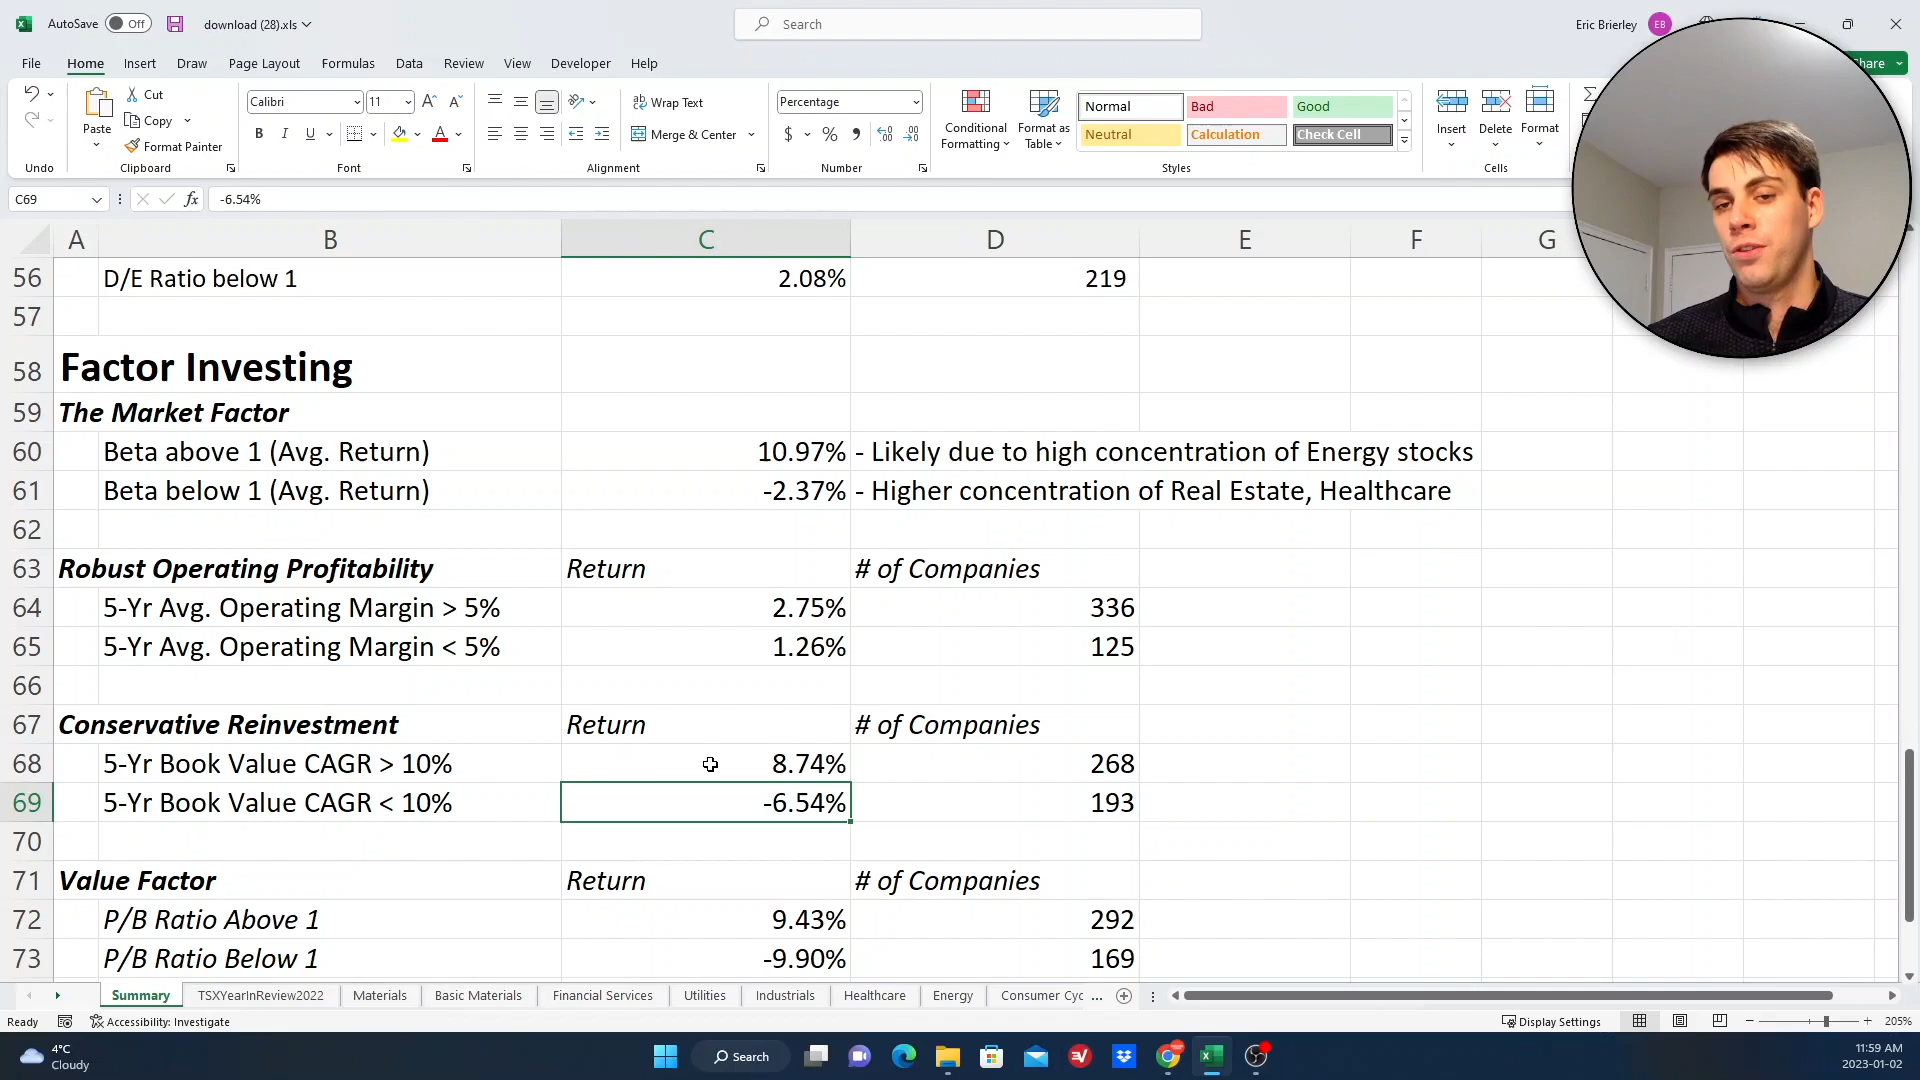 AutoSave Off download (28).xls Search Eric Brierley EB
File Home Insert Draw Page Layout Formulas Data Review View Developer Help
Share
Paste Cut Copy Format Painter
Calibri 11 B I U
Wrap Text Merge & Center
Percentage $ %
Conditional Formatting Format as Table
Normal Bad Good
Neutral Calculation Check Cell
Insert Delete Format
Undo Clipboard Font Alignment Number Styles Cells
C69 fx -6.54%
A B C D E F G
56 D/E Ratio below 1 2.08% 219
57
58 Factor Investing
59 The Market Factor
60 Beta above 1 (Avg. Return) 10.97% - Likely due to high concentration of Energy stocks
61 Beta below 1 (Avg. Return) -2.37% - Higher concentration of Real Estate, Healthcare
62
63 Robust Operating Profitability Return # of Companies
64 5-Yr Avg. Operating Margin > 5% 2.75% 336
65 5-Yr Avg. Operating Margin < 5% 1.26% 125
66
67 Conservative Reinvestment Return # of Companies
68 5-Yr Book Value CAGR > 10% 8.74% 268
69 5-Yr Book Value CAGR < 10% -6.54% 193
70
71 Value Factor Return # of Companies
72 P/B Ratio Above 1 9.43% 292
73 P/B Ratio Below 1 -9.90% 169
Summary TSXYearInReview2022 Materials Basic Materials Financial Services Utilities Industrials Healthcare Energy Consumer Cyc ...
Ready Accessibility: Investigate Display Settings 205%
4°C
Cloudy
Search
11:59 AM
2023-01-02